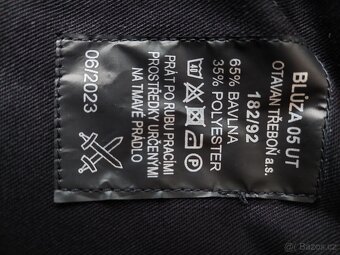 BLŮZA 05 UT
OTAVAN TŘEBOŇ a.s.
182/92
65% BAVLNA
35% POLYESTER
40
P
PRÁT PO RUBU PRACÍMI
PROSTŘEDKY URČENÝMI
NA TMAVÉ PRÁDLO
06/2023